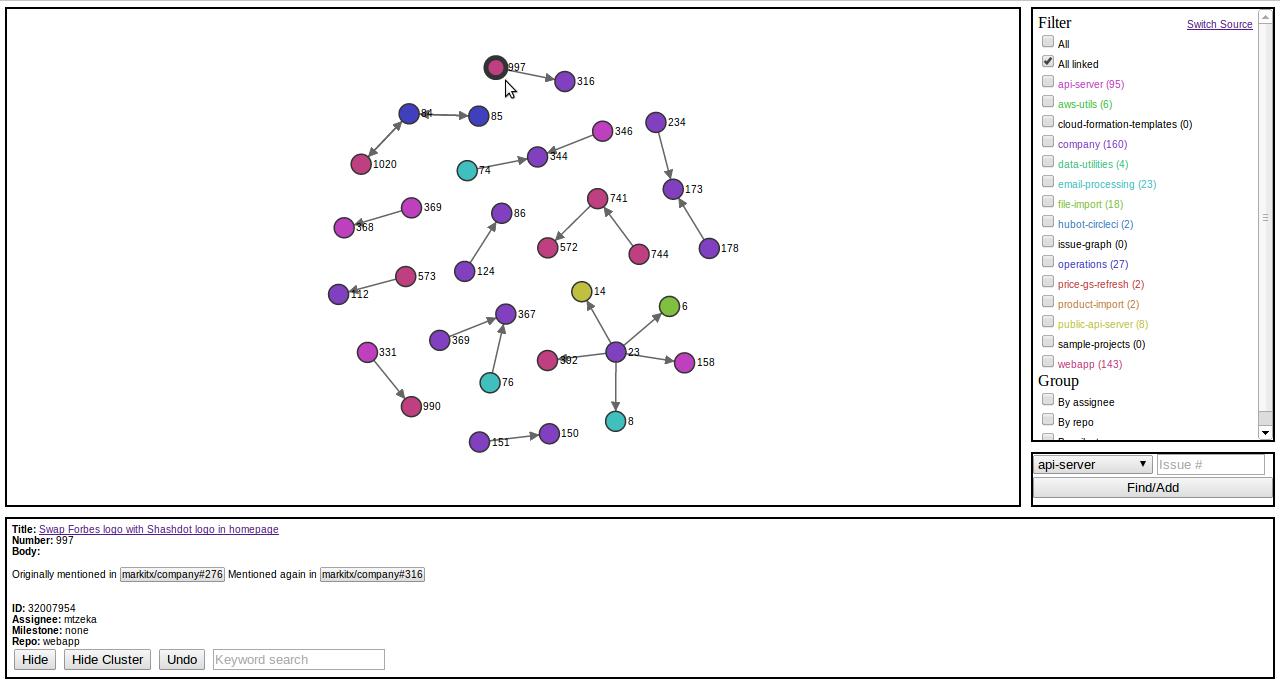 997
316
84
85
346
234
1020
74
344
173
369
86
741
368
572
744
178
573
124
112
14
6
367
369
331
392
23
158
76
990
8
151
150
Filter
Switch Source
All
All linked
api-server (95)
aws-utils (6)
cloud-formation-templates (0)
company (160)
data-utilities (4)
email-processing (23)
file-import (18)
hubot-circleci (2)
issue-graph (0)
operations (27)
price-gs-refresh (2)
product-import (2)
public-api-server (8)
sample-projects (0)
webapp (143)
Group
By assignee
By repo
api-server
Issue #
Find/Add
Title: Swap Forbes logo with Shashdot logo in homepage
Number: 997
Body:
Originally mentioned in markitx/company#276 Mentioned again in markitx/company#316
ID: 32007954
Assignee: mtzeka
Milestone: none
Repo: webapp
Hide Hide Cluster Undo Keyword search